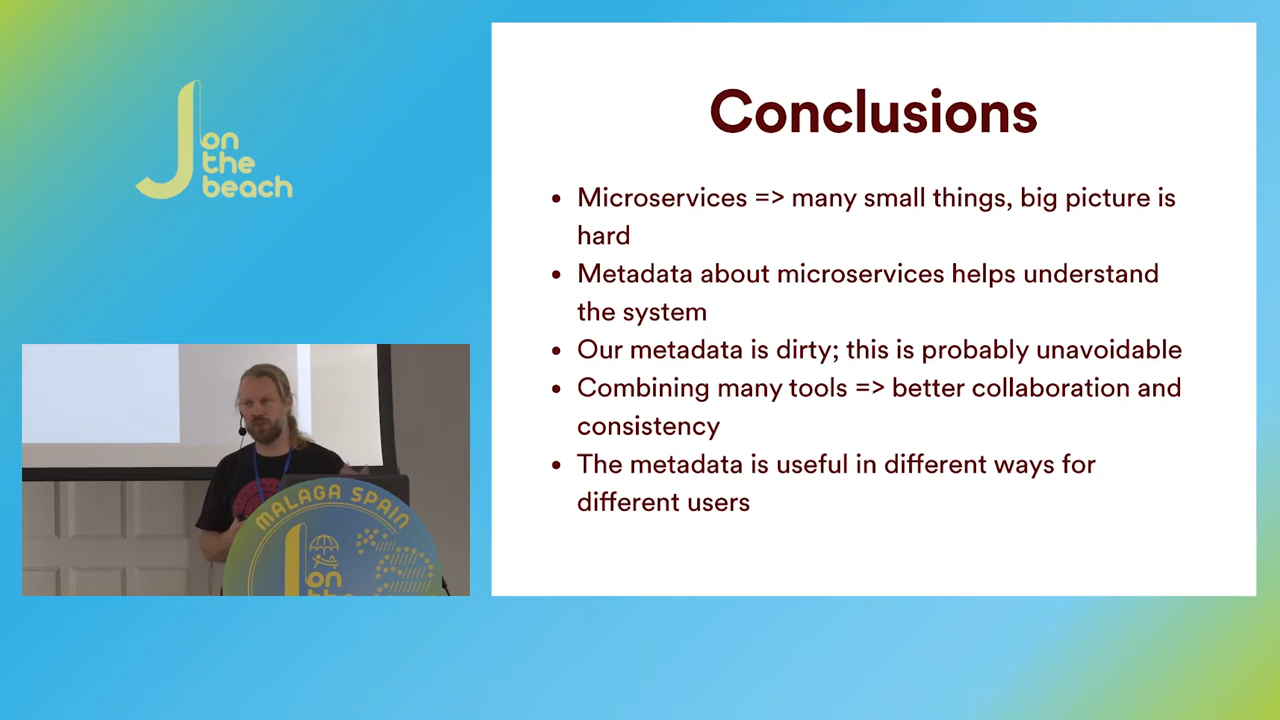 J on
the
beach
Conclusions
• Microservices => many small things, big picture is
hard
• Metadata about microservices helps understand
the system
• Our metadata is dirty; this is probably unavoidable
• Combining many tools => better collaboration and
consistency
• The metadata is useful in different ways for
different users
MALAGA SPAIN
J on
the